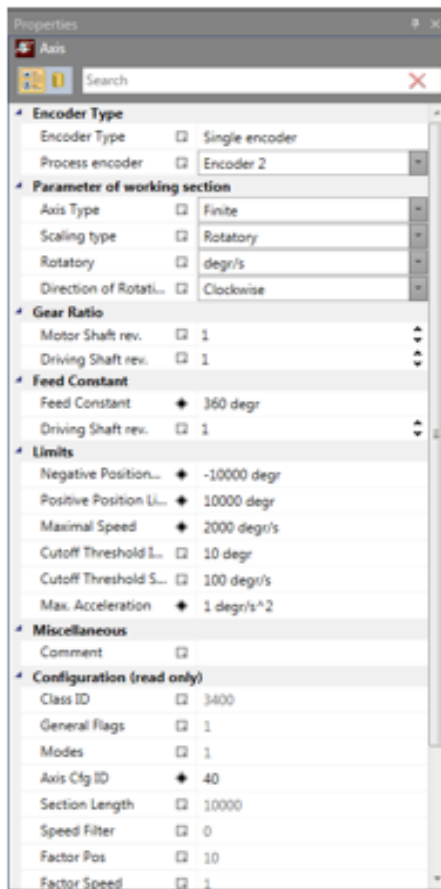 Properties
Axis
Search
Encoder Type
Encoder Type Single encoder
Process encoder Encoder 2
Parameter of working section
Axis Type Finite
Scaling type Rotatory
Rotatory degr/s
Direction of Rotati... Clockwise
Gear Ratio
Motor Shaft rev. 1
Driving Shaft rev. 1
Feed Constant
Feed Constant 360 degr
Driving Shaft rev. 1
Limits
Negative Position... -10000 degr
Positive Position Li... 10000 degr
Maximal Speed 2000 degr/s
Cutoff Threshold I... 10 degr
Cutoff Threshold S... 100 degr/s
Max. Acceleration 1 degr/s^2
Miscellaneous
Comment
Configuration (read only)
Class ID 3400
General Flags 1
Modes 1
Axis Cfg ID 40
Section Length 10000
Speed Filter 0
Factor Pos 10
Factor Speed 1